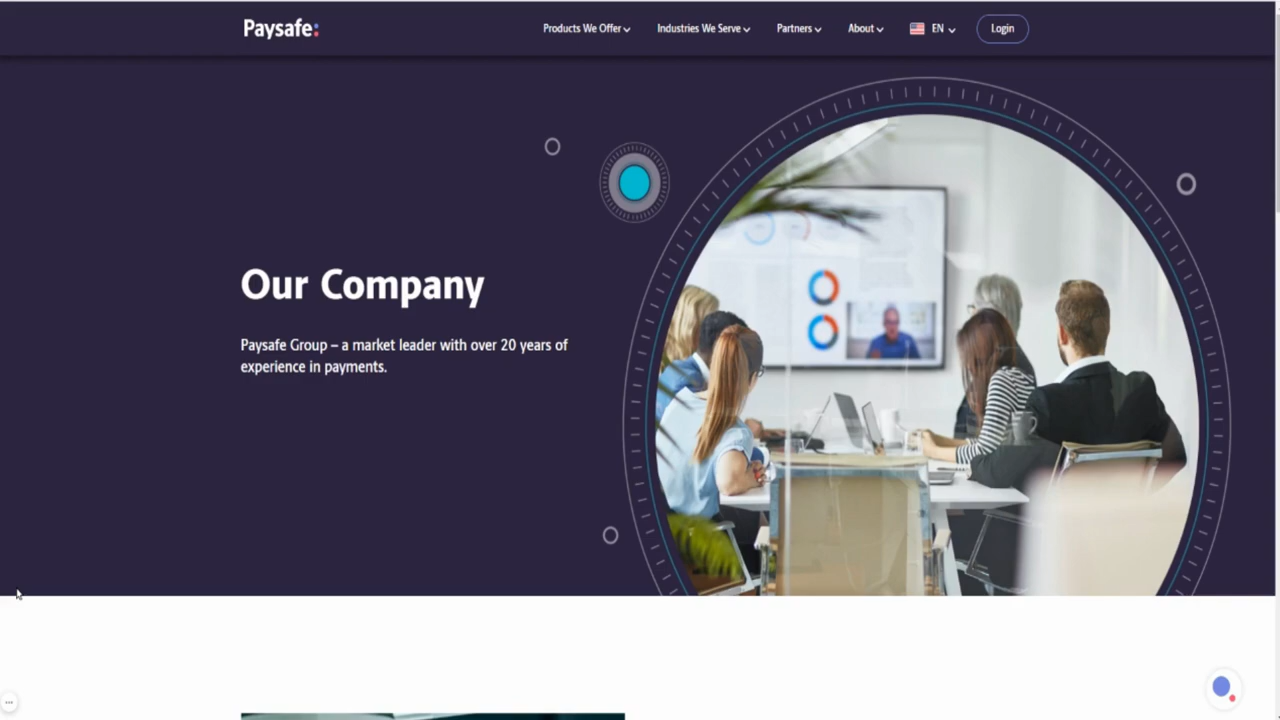 Paysafe:
Products We Offer
Industries We Serve
Partners
About
EN
Login
Our Company
Paysafe Group – a market leader with over 20 years of
experience in payments.